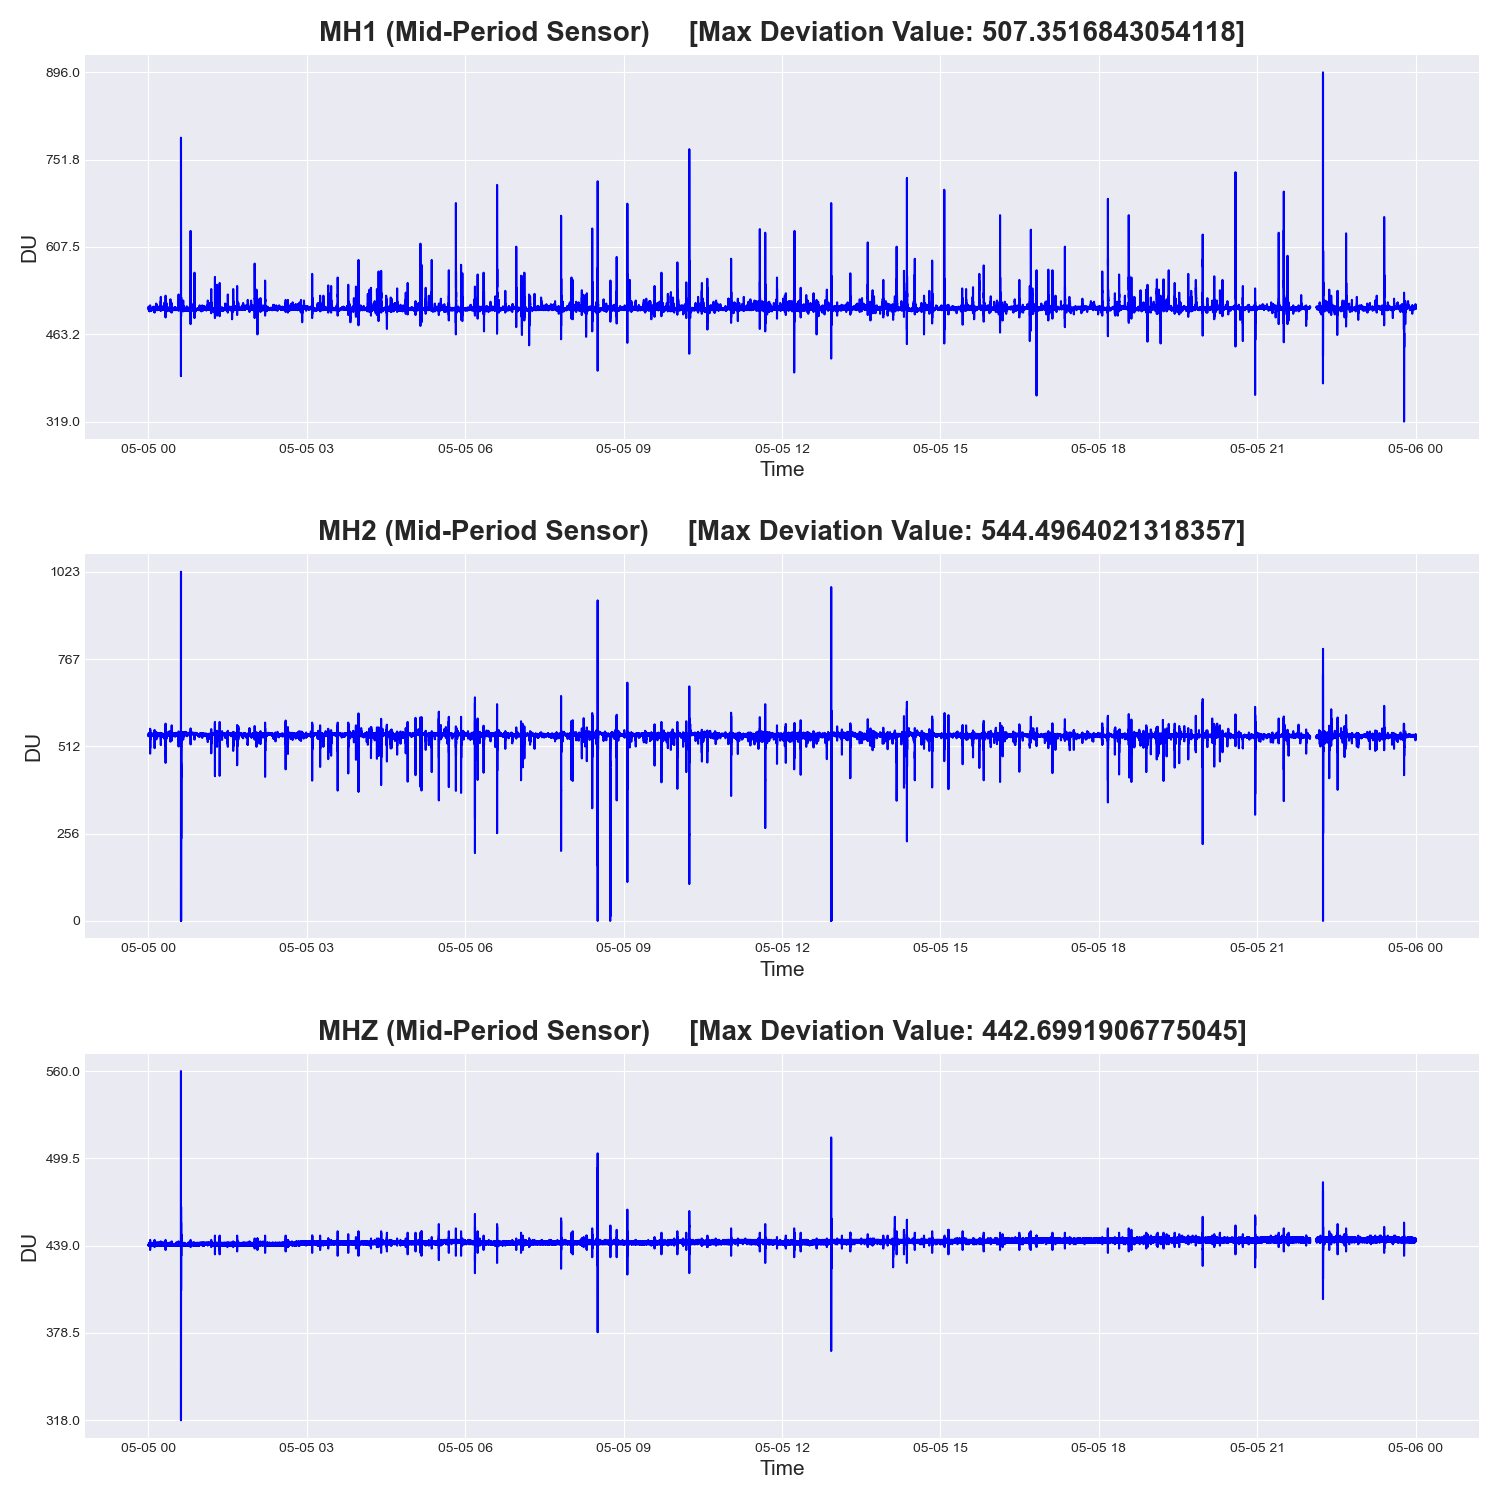 MH1 (Mid-Period Sensor) [Max Deviation Value: 507.3516843054118]
896.0
751.8
607.5
463.2
319.0
DU
05-05 00 05-05 03 05-05 06 05-05 09 05-05 12 05-05 15 05-05 18 05-05 21 05-06 00
Time
MH2 (Mid-Period Sensor) [Max Deviation Value: 544.4964021318357]
1023
767
512
256
0
DU
05-05 00 05-05 03 05-05 06 05-05 09 05-05 12 05-05 15 05-05 18 05-05 21 05-06 00
Time
MHZ (Mid-Period Sensor) [Max Deviation Value: 442.6991906775045]
560.0
499.5
439.0
378.5
318.0
DU
05-05 00 05-05 03 05-05 06 05-05 09 05-05 12 05-05 15 05-05 18 05-05 21 05-06 00
Time